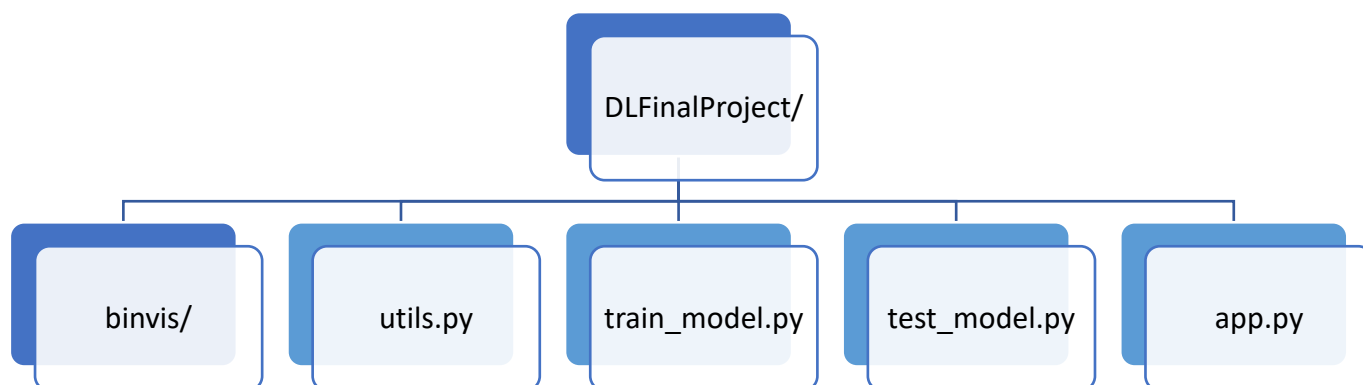 DLFinalProject/
binvis/
utils.py
train_model.py
test_model.py
app.py